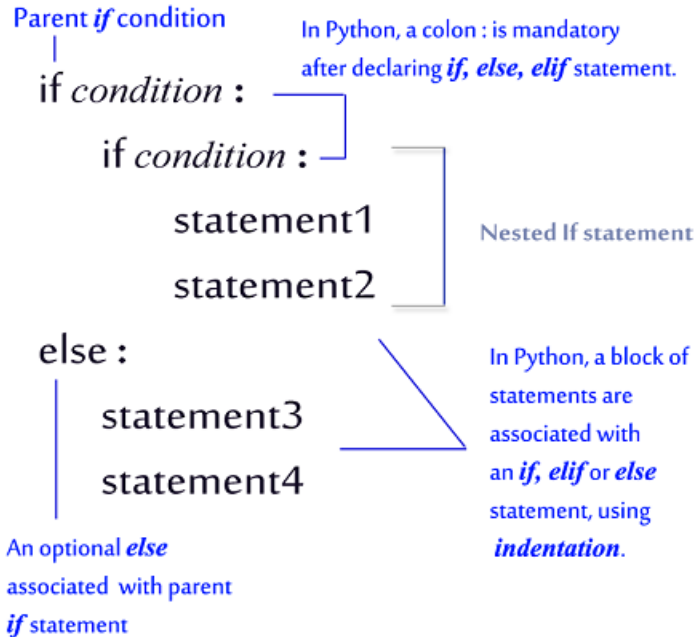 Parent if condition
In Python, a colon : is mandatory
after declaring if, else, elif statement.
if condition :
if condition :
statement1
Nested If statement
statement2
else :
In Python, a block of
statements are
associated with
an if, elif or else
statement, using
indentation.
statement3
statement4
An optional else
associated with parent
if statement